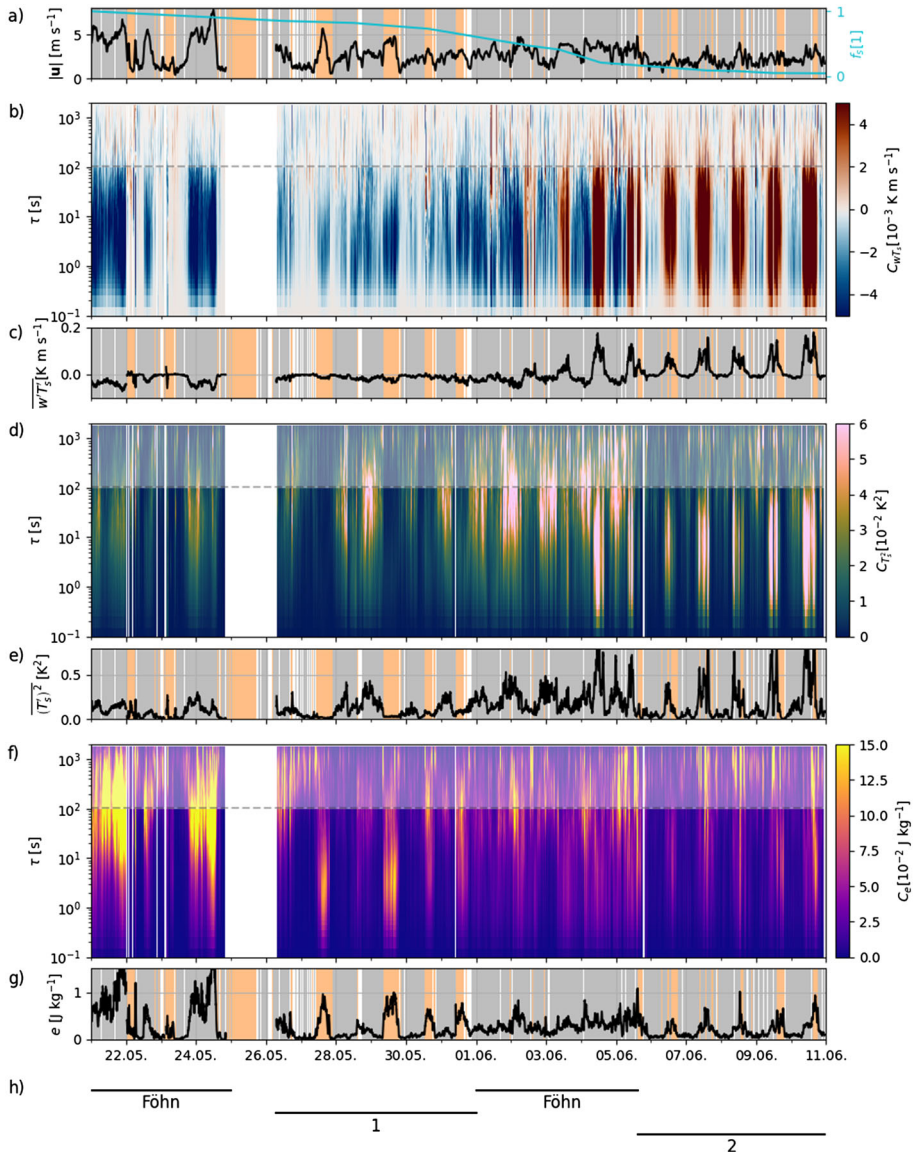 a)
|u| [m s⁻¹]
5
0
1
0
f_s[1]
b)
10³
10²
10¹
10⁰
10⁻¹
τ [s]
4
2
0
−2
−4
C_wTs[10⁻³ K m s⁻¹]
c)
0.2
0.0
w′T′s[K m s⁻¹]
d)
10³
10²
10¹
10⁰
10⁻¹
τ [s]
6
5
4
3
2
1
0
C_Ts²[10⁻² K²]
e)
0.5
0.0
(T′s)² [K²]
f)
10³
10²
10¹
10⁰
10⁻¹
τ [s]
15.0
12.5
10.0
7.5
5.0
2.5
0.0
C_e[10⁻² J kg⁻¹]
g)
1
0
e [J kg⁻¹]
22.05. 24.05. 26.05. 28.05. 30.05. 01.06. 03.06. 05.06. 07.06. 09.06. 11.06.
h)
Föhn Föhn
1
2